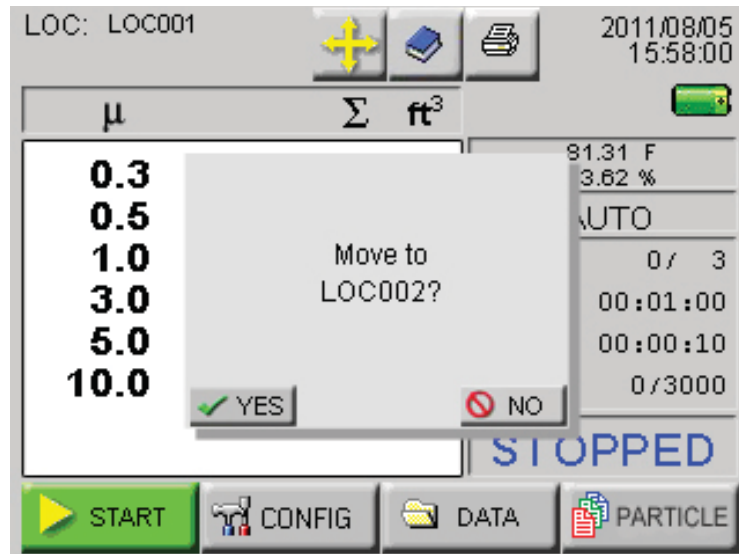 LOC: LOC001
2011/08/05
15:58:00
μ Σ ft³
0.3
0.5
1.0
3.0
5.0
10.0
81.31 F
3.62 %
AUTO
0/ 3
00:01:00
00:00:10
0/3000
Move to
LOC002?
YES NO
STOPPED
START CONFIG DATA PARTICLE